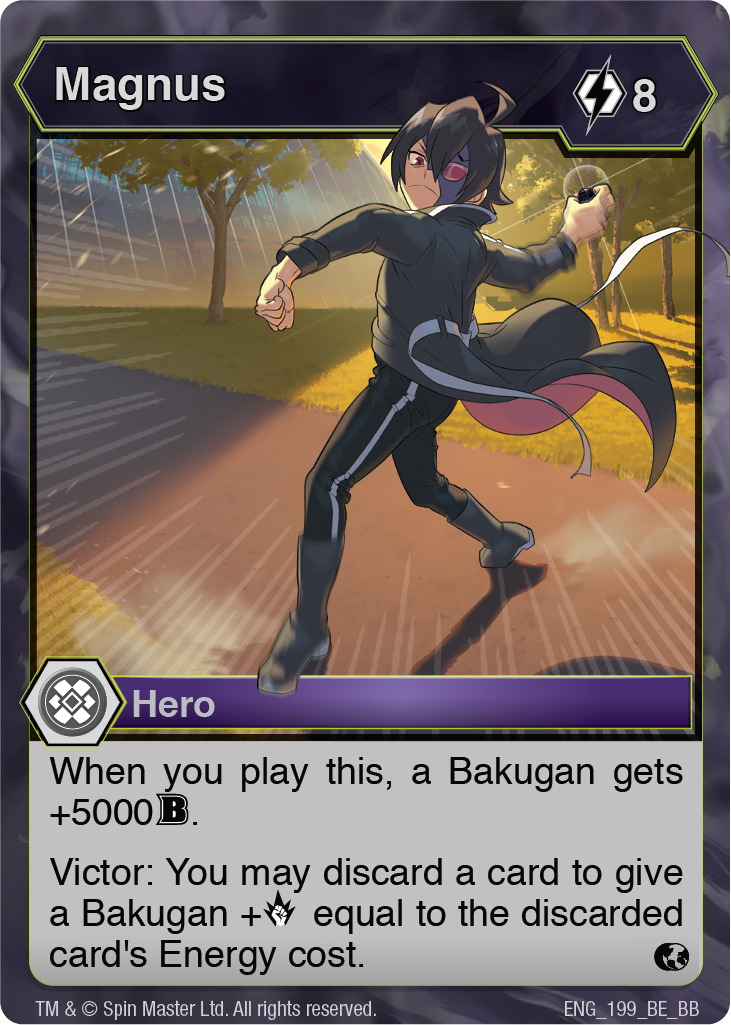 Magnus
8
Hero
When you play this, a Bakugan gets
+5000B.
Victor: You may discard a card to give
a Bakugan + equal to the discarded
card's Energy cost.
TM & © Spin Master Ltd. All rights reserved.
ENG_199_BE_BB